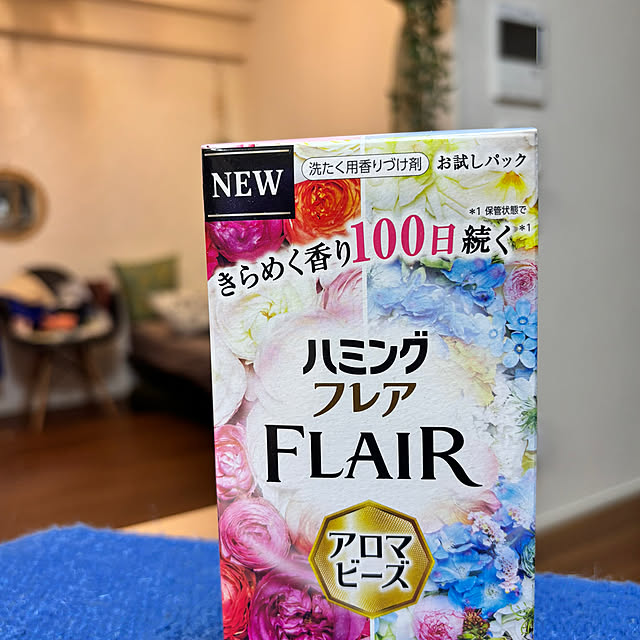 NEW
洗たく用香りづけ剤 お試しパック
*1 保管状態で
きらめく香り100日続く*1
ハミング
フレア
FLAIR
アロマ
ビーズ